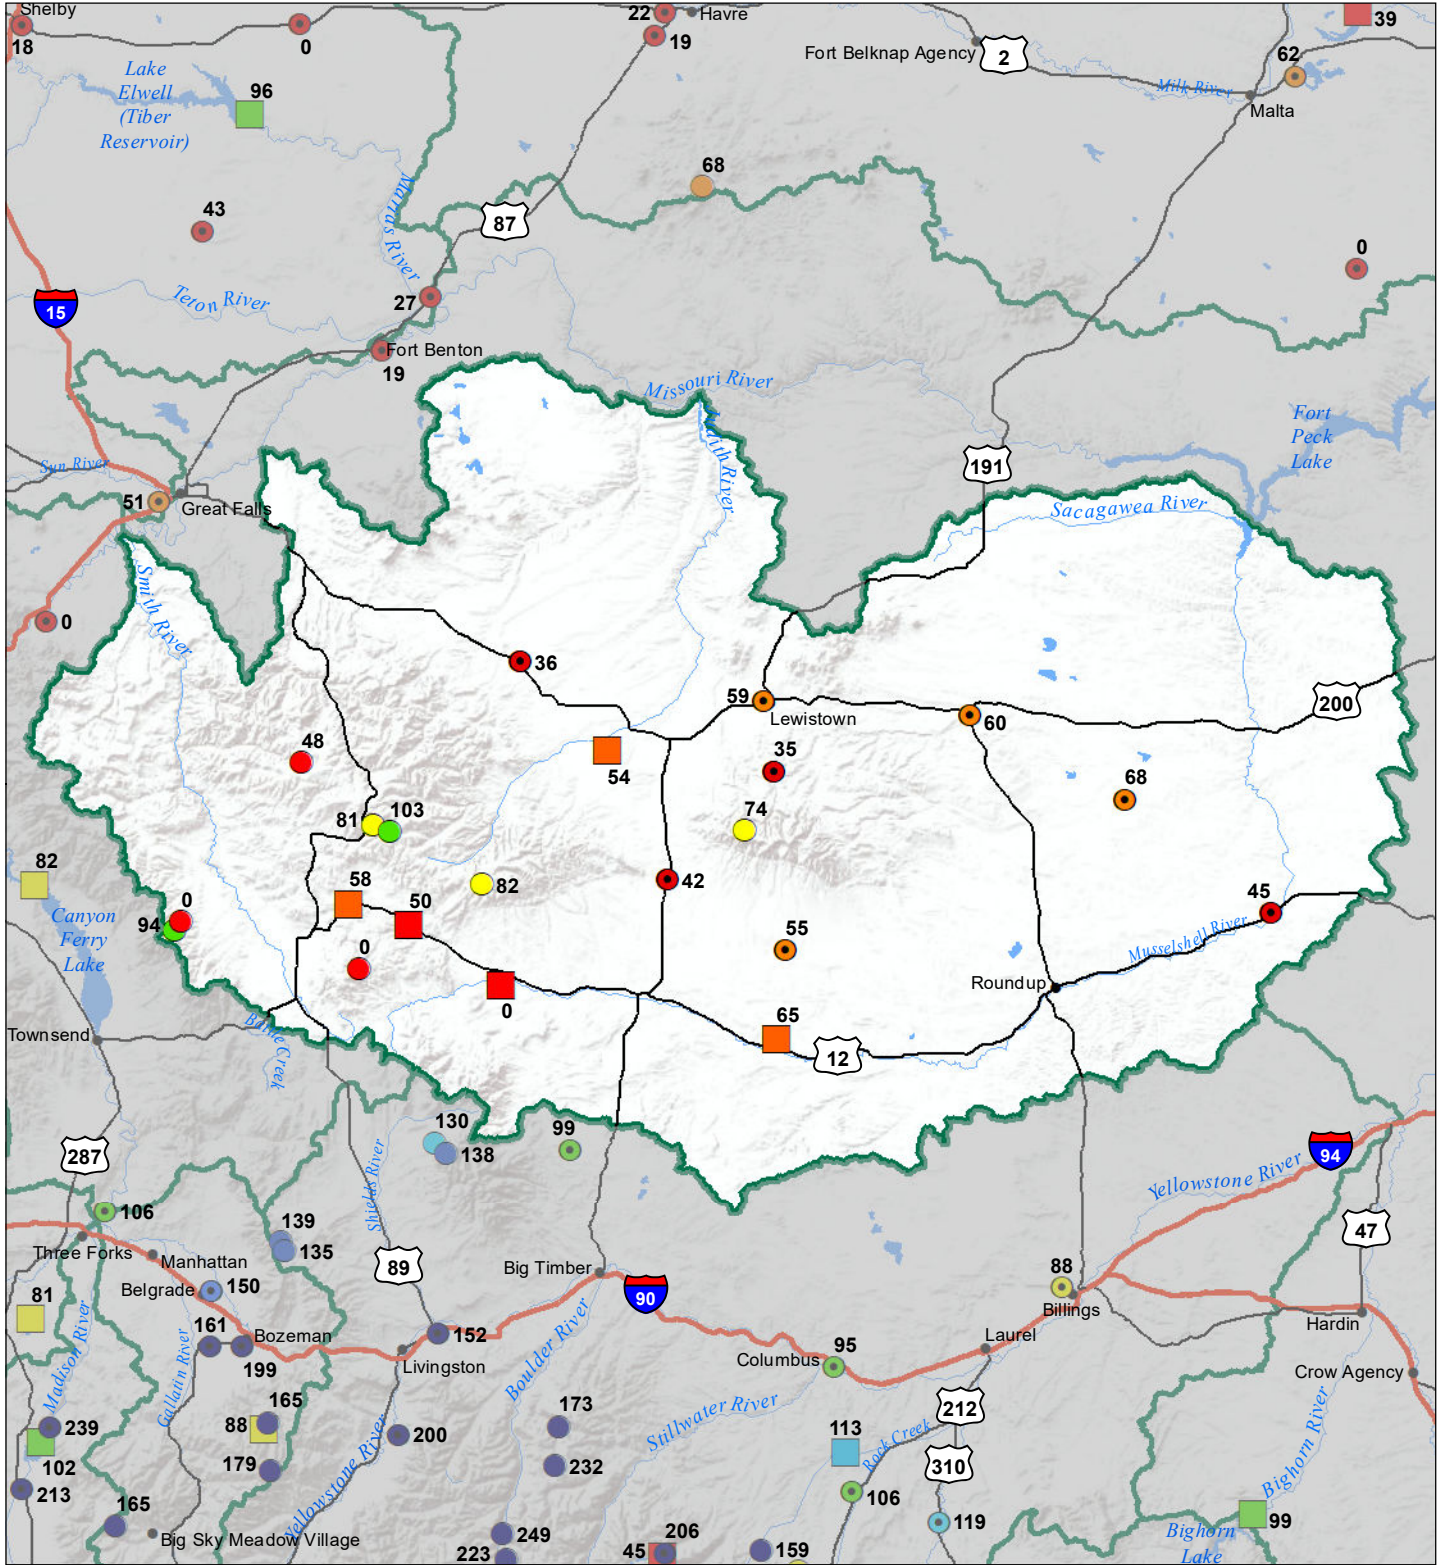 Shelby
18
0
22
19
Havre
Fort Belknap Agency
2
39
62
Milk River
Malta
Lake
Elwell
(Tiber
Reservoir)
96
68
43
Marias River
87
0
15
Teton River
27
Fort Benton
19
Missouri River
Judith River
Fort
Peck
Lake
191
Sun River
51
Great Falls
Sacagawea River
Smith River
0
36
59
Lewistown
60
200
48
54
35
68
81
103
74
82
58
50
82
42
45
Canyon
Ferry
Lake
0
94
0
55
Musselshell River
Roundup
0
65
12
Townsend
Battle Creek
130
138
99
287
Shields River
94
Yellowstone River
106
139
135
47
Three Forks
Manhattan
89
Big Timber
88
Belgrade
150
90
Billings
81
161
Bozeman
199
152
Livingston
Laurel
Hardin
Madison River
Gallatin River
Boulder River
Columbus
95
Crow Agency
239
88
165
200
173
Stillwater River
212
113
Rock Creek
102
179
232
310
213
106
Bighorn River
165
Big Sky Meadow Village
Yellowstone River
249
223
45
206
159
119
99
Bighorn
Lake